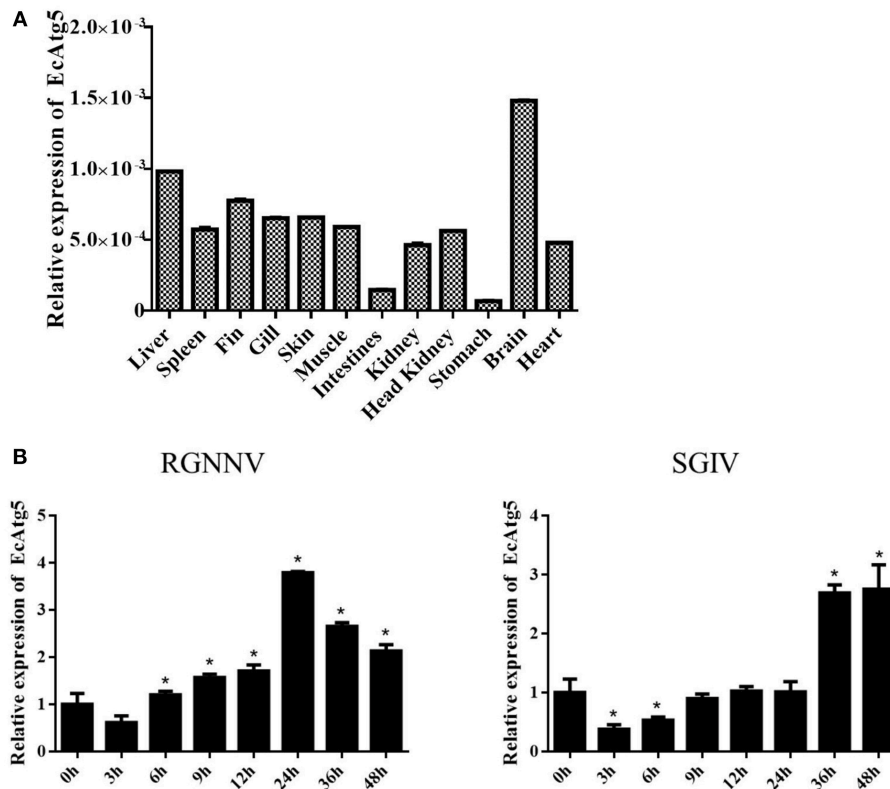 A
Relative expression of EcAtg5
2.0×10⁻³
1.5×10⁻³
1.0×10⁻³
5.0×10⁻⁴
0
Liver
Spleen
Fin
Gill
Skin
Muscle
Intestines
Kidney
Head Kidney
Stomach
Brain
Heart
B
RGNNV
Relative expression of EcAtg5
5
4
3
2
1
0
*
*
*
*
*
*
0h
3h
6h
9h
12h
24h
36h
48h
SGIV
Relative expression of EcAtg5
4
3
2
1
0
*
*
*
*
0h
3h
6h
9h
12h
24h
36h
48h